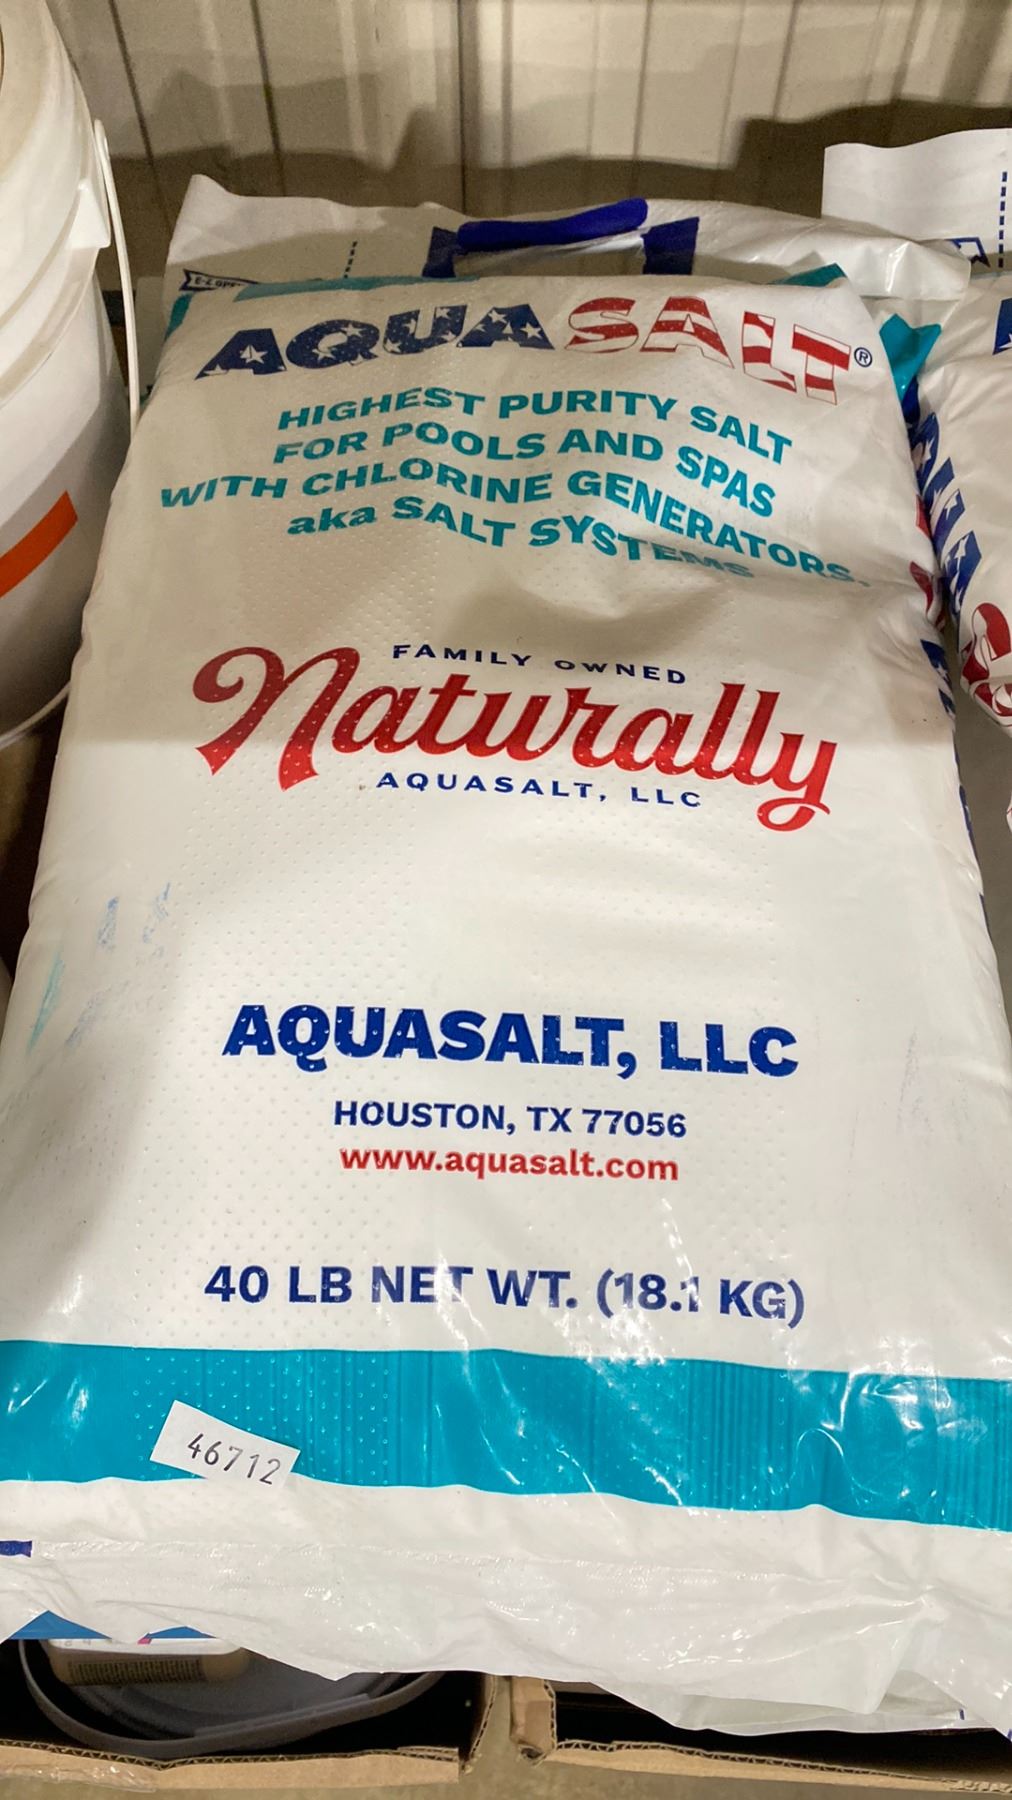 E-Z OPE
AQUASALT®
HIGHEST PURITY SALT
FOR POOLS AND SPAS
WITH CHLORINE GENERATORS,
aka SALT SYSTEMS
FAMILY OWNED
Naturally
AQUASALT, LLC
AQUASALT, LLC
HOUSTON, TX 77056
www.aquasalt.com
40 LB NET WT. (18.1 KG)
46712